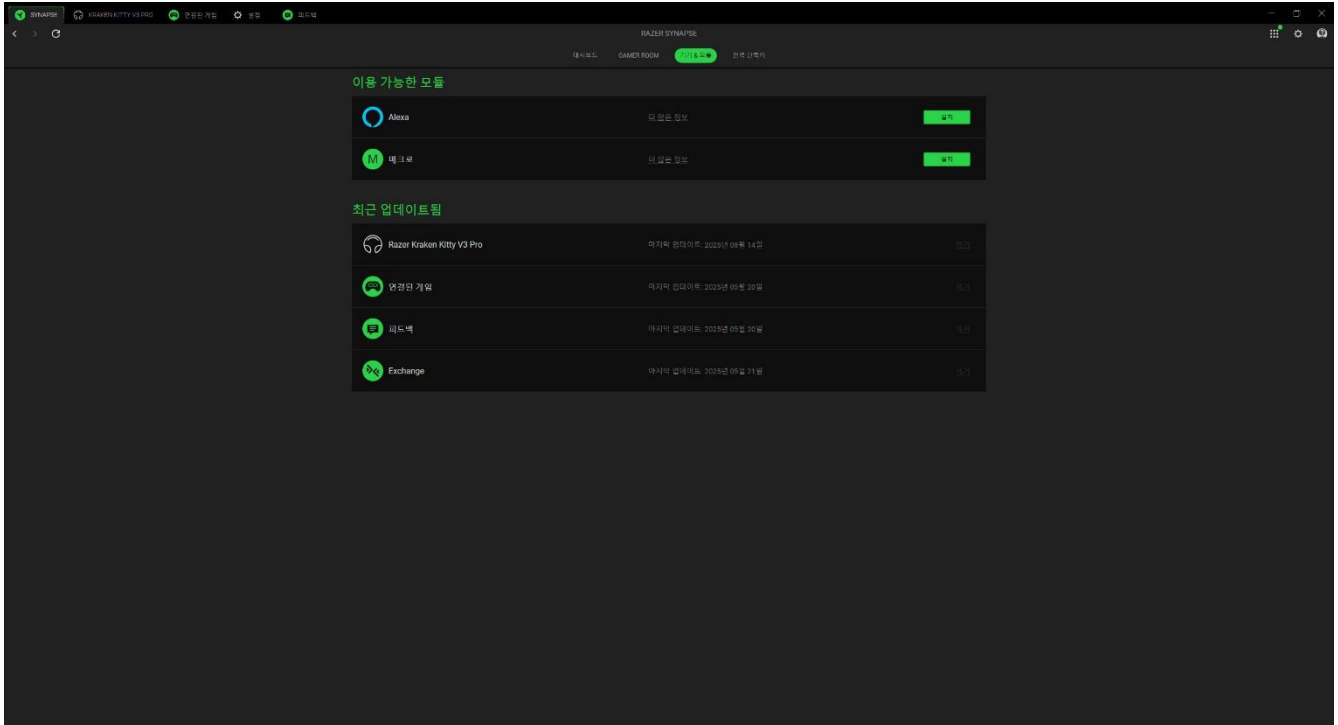 SYNAPSE KRAKEN KITTY V3 PRO 연결된 게임 설정 피드백
RAZER SYNAPSE
대시보드 GAMER ROOM 기기 & 모듈 전역 단축키
이용 가능한 모듈
Alexa 더 많은 정보 설치
M 매크로 더 많은 정보 설치
최근 업데이트됨
Razer Kraken Kitty V3 Pro 마지막 업데이트: 2025년 08월 14일
연결된 게임 마지막 업데이트: 2025년 05월 20일
피드백 마지막 업데이트: 2025년 05월 20일
Exchange 마지막 업데이트: 2025년 05월 21일